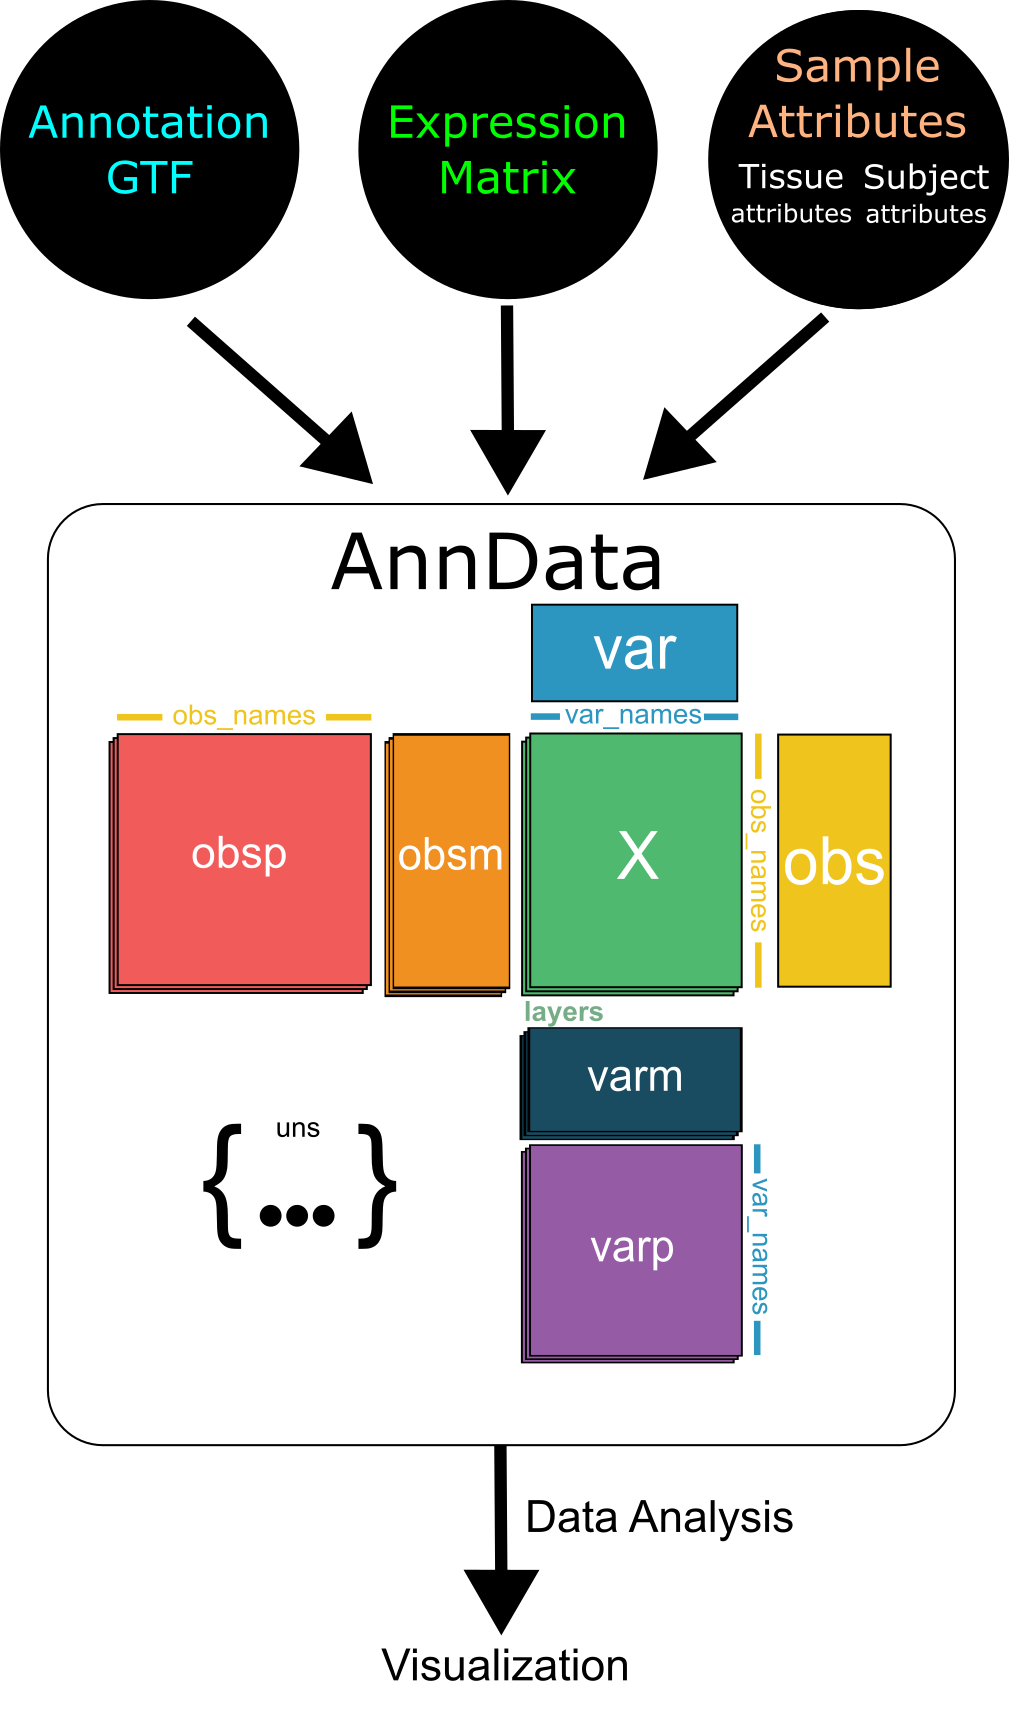 Annotation
GTF
Expression
Matrix
Sample
Attributes
Tissue Subject
attributes attributes
AnnData
var
obs_names
var_names
obsp
obsm
X
obs_names
obs
layers
varm
uns
{...}
varp
var_names
Data Analysis
Visualization